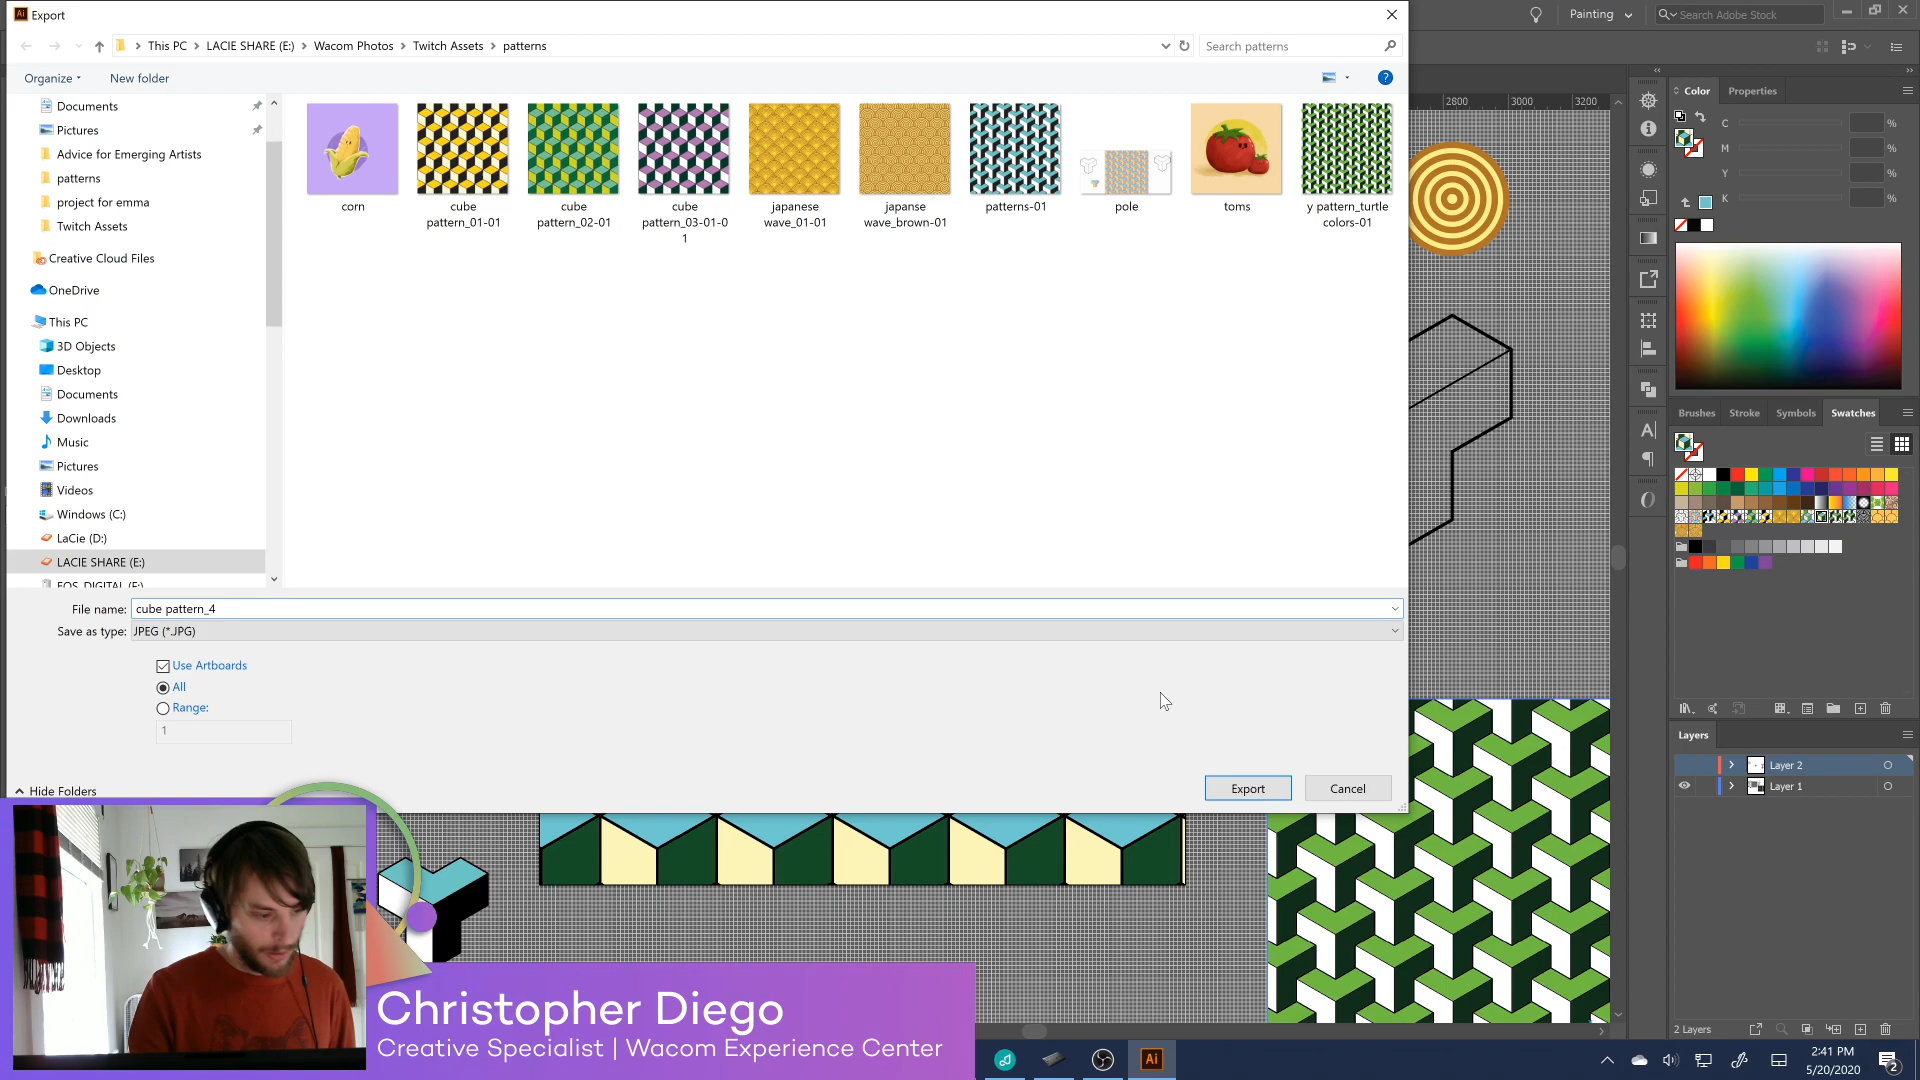 Ai Export
Painting
Search Adobe Stock
This PC > LACIE SHARE (E:) > Wacom Photos > Twitch Assets > patterns
Search patterns
Organize
New folder
?
Documents
Pictures
Advice for Emerging Artists
patterns
project for emma
Twitch Assets
Creative Cloud Files
OneDrive
This PC
3D Objects
Desktop
Documents
Downloads
Music
Pictures
Videos
Windows (C:)
LaCie (D:)
LACIE SHARE (E:)
EOS_DIGITAL (F:)
corn
cube
pattern_01-01
cube
pattern_02-01
cube
pattern_03-01-0
1
japanese
wave_01-01
japanse
wave_brown-01
patterns-01
pole
toms
y pattern_turtle
colors-01
File name: cube pattern_4
Save as type: JPEG (*.JPG)
Use Artboards
All
Range:
1
Hide Folders
Export
Cancel
2800
3000
3200
Color
Properties
C %
M %
Y %
K %
Brushes
Stroke
Symbols
Swatches
Layers
Layer 2
Layer 1
2 Layers
Christopher Diego
Creative Specialist | Wacom Experience Center
Ai
2:41 PM
5/20/2020
2